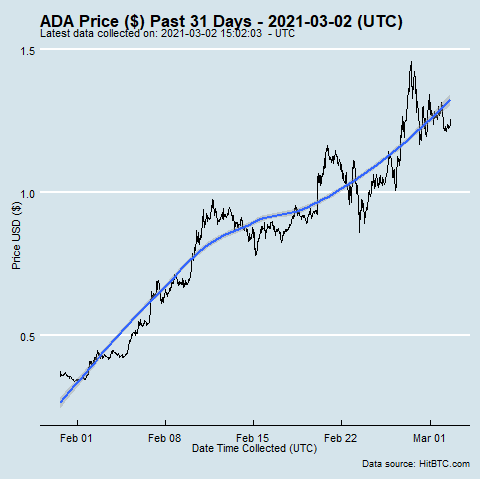 ADA Price ($) Past 31 Days - 2021-03-02 (UTC)
Latest data collected on: 2021-03-02 15:02:03 - UTC
1.5
1.0
0.5
Price USD ($)
Feb 01 Feb 08 Feb 15 Feb 22 Mar 01
Date Time Collected (UTC)
Data source: HitBTC.com